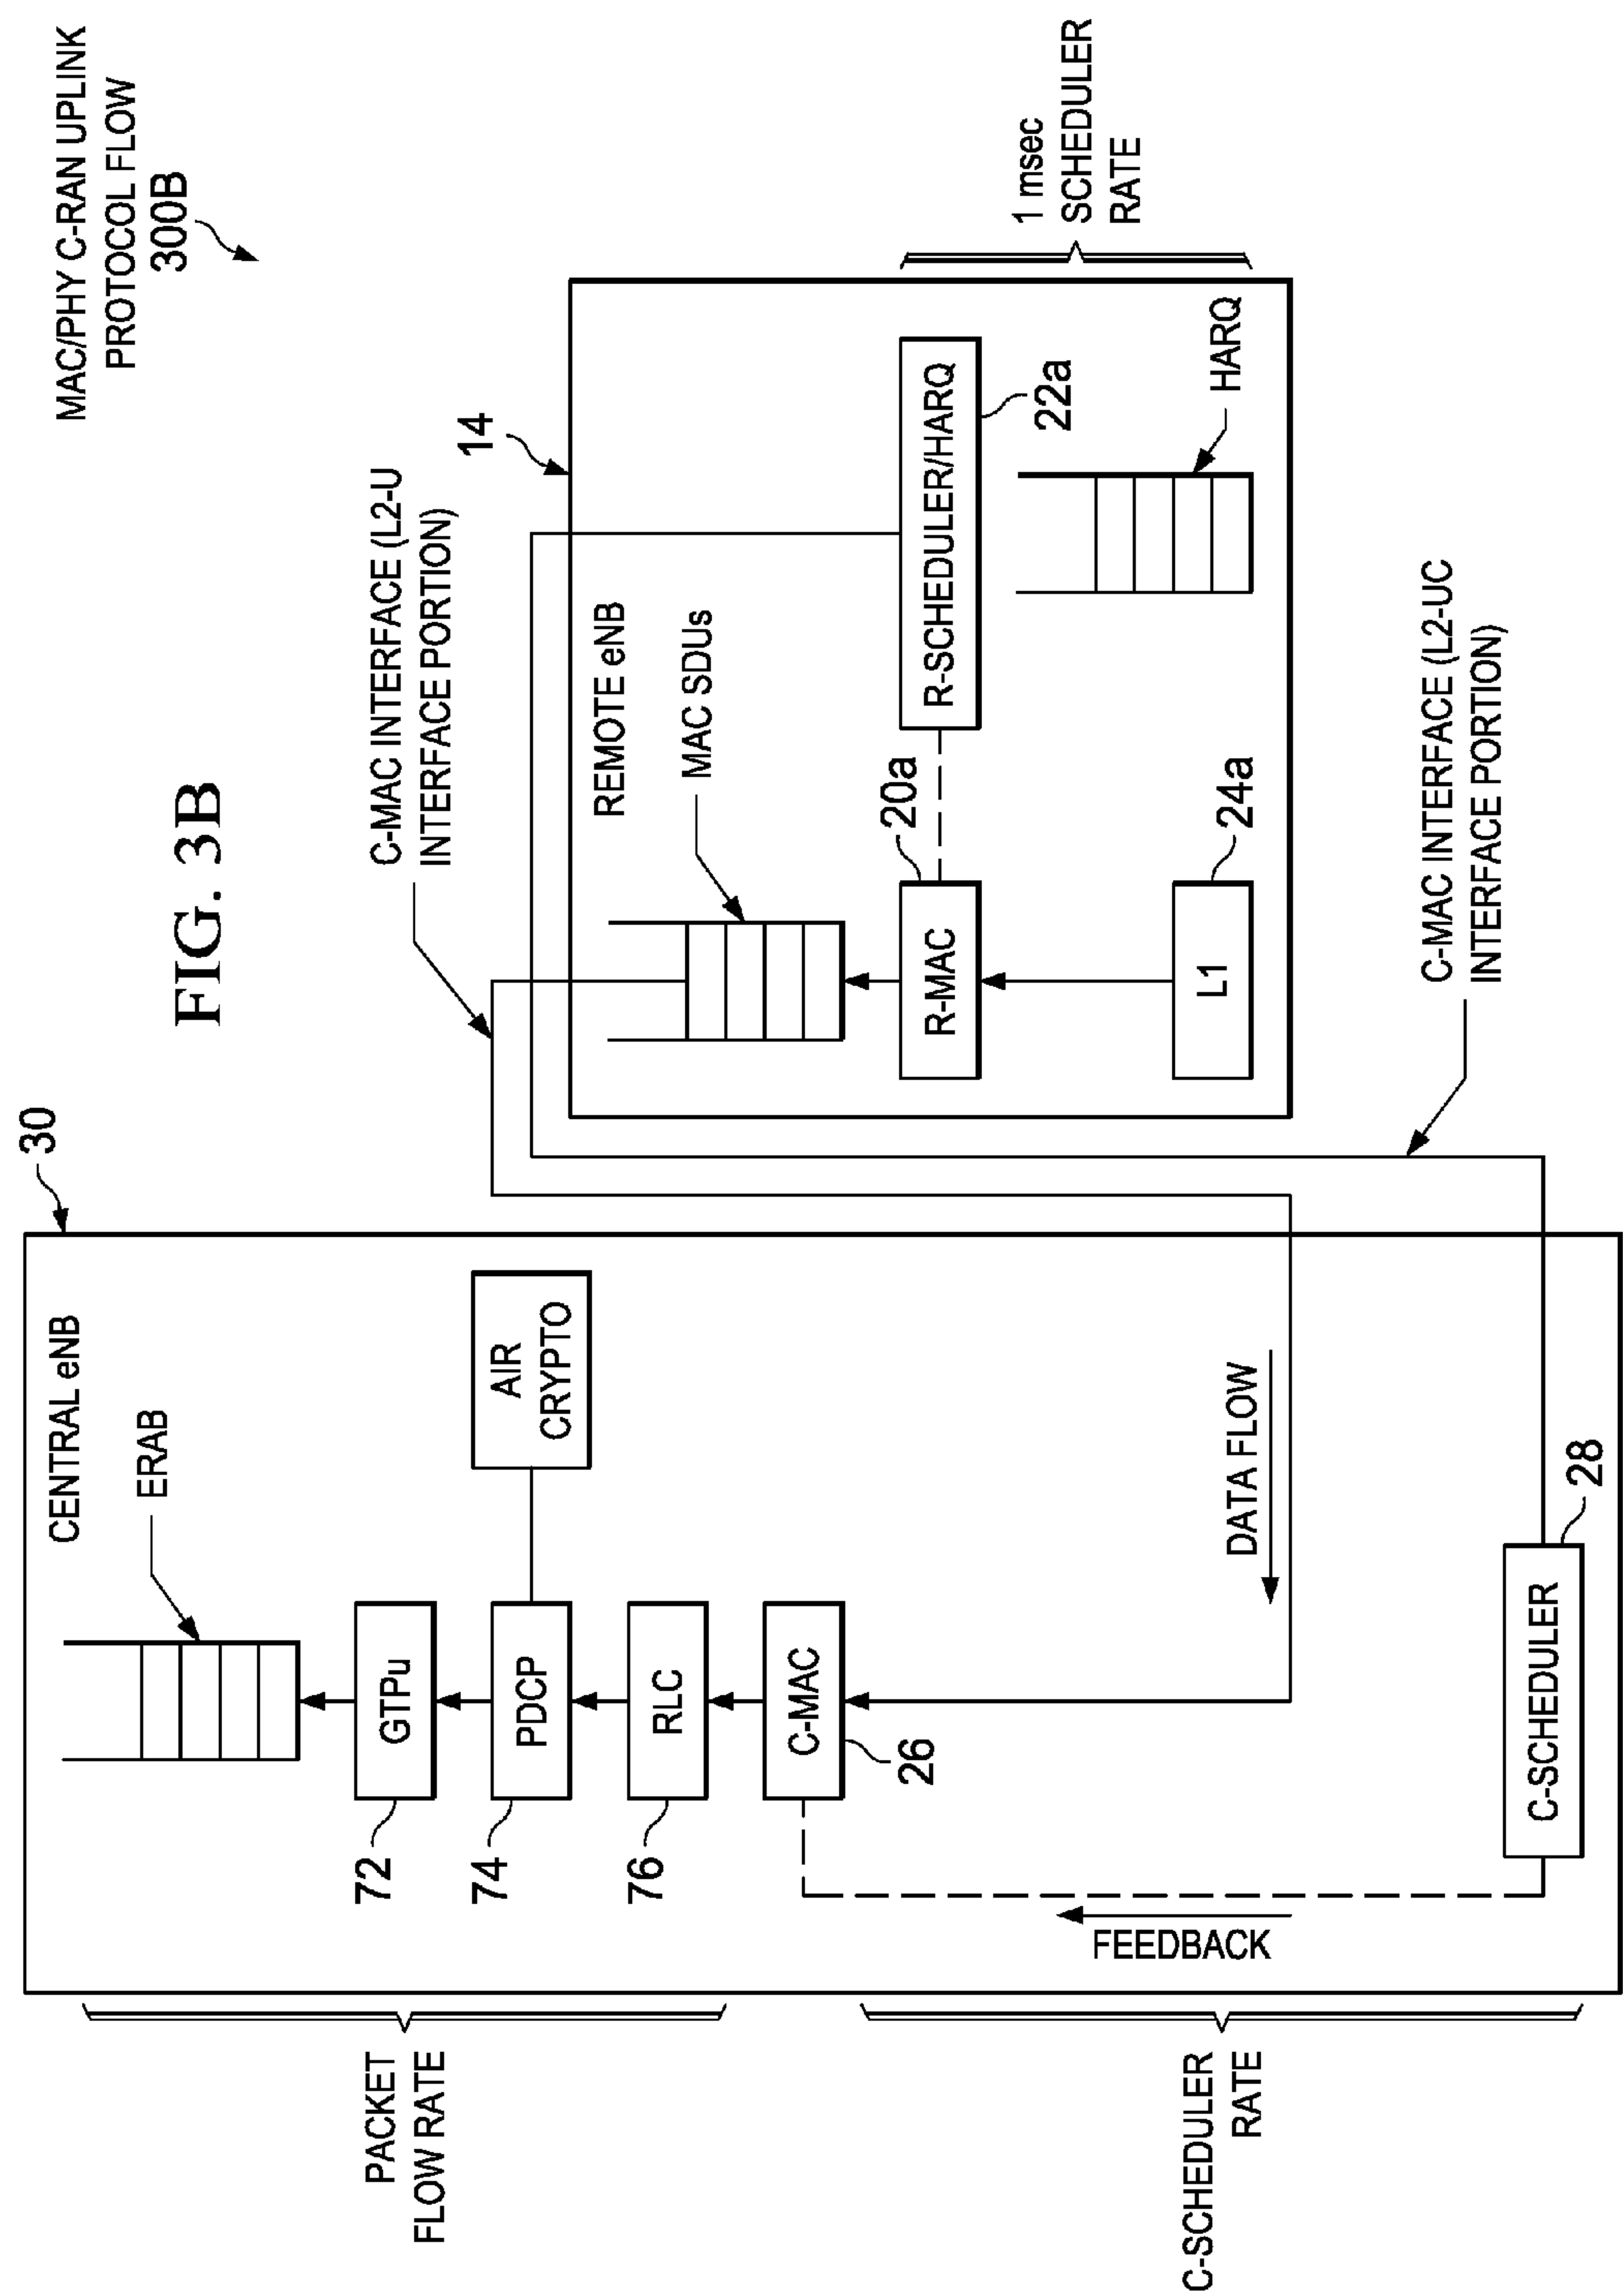 FIG. 3B
MAC/PHY C-RAN UPLINK
PROTOCOL FLOW
300B
30
CENTRAL eNB
ERAB
72
GTPu
74
PDCP
AIR
CRYPTO
76
RLC
C-MAC
26
FEEDBACK
DATA FLOW
C-SCHEDULER
28
PACKET
FLOW RATE
C-SCHEDULER
RATE
C-MAC INTERFACE (L2-U
INTERFACE PORTION)
14
REMOTE eNB
MAC SDUs
R-MAC
20a
R-SCHEDULER/HARQ
22a
L1
24a
HARQ
1 msec
SCHEDULER
RATE
C-MAC INTERFACE (L2-UC
INTERFACE PORTION)